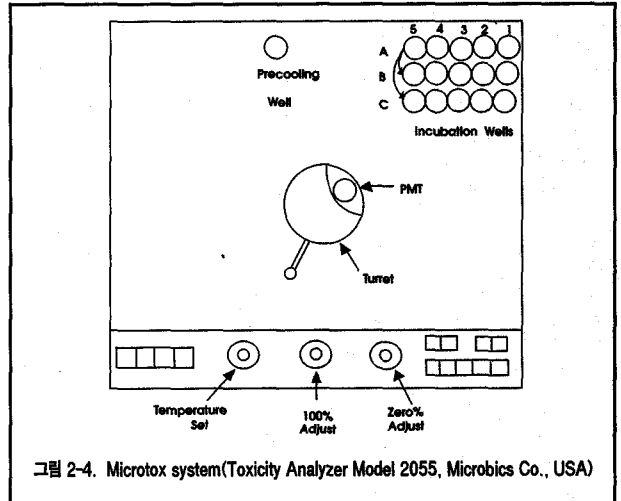 5 4 3 2 1
A
B
C
Precooling
Well
Incubation Wells
PMT
Turret
Temperature
Set
100%
Adjust
Zero%
Adjust
그림 2-4. Microtox system(Toxicity Analyzer Model 2055, Microbics Co., USA)